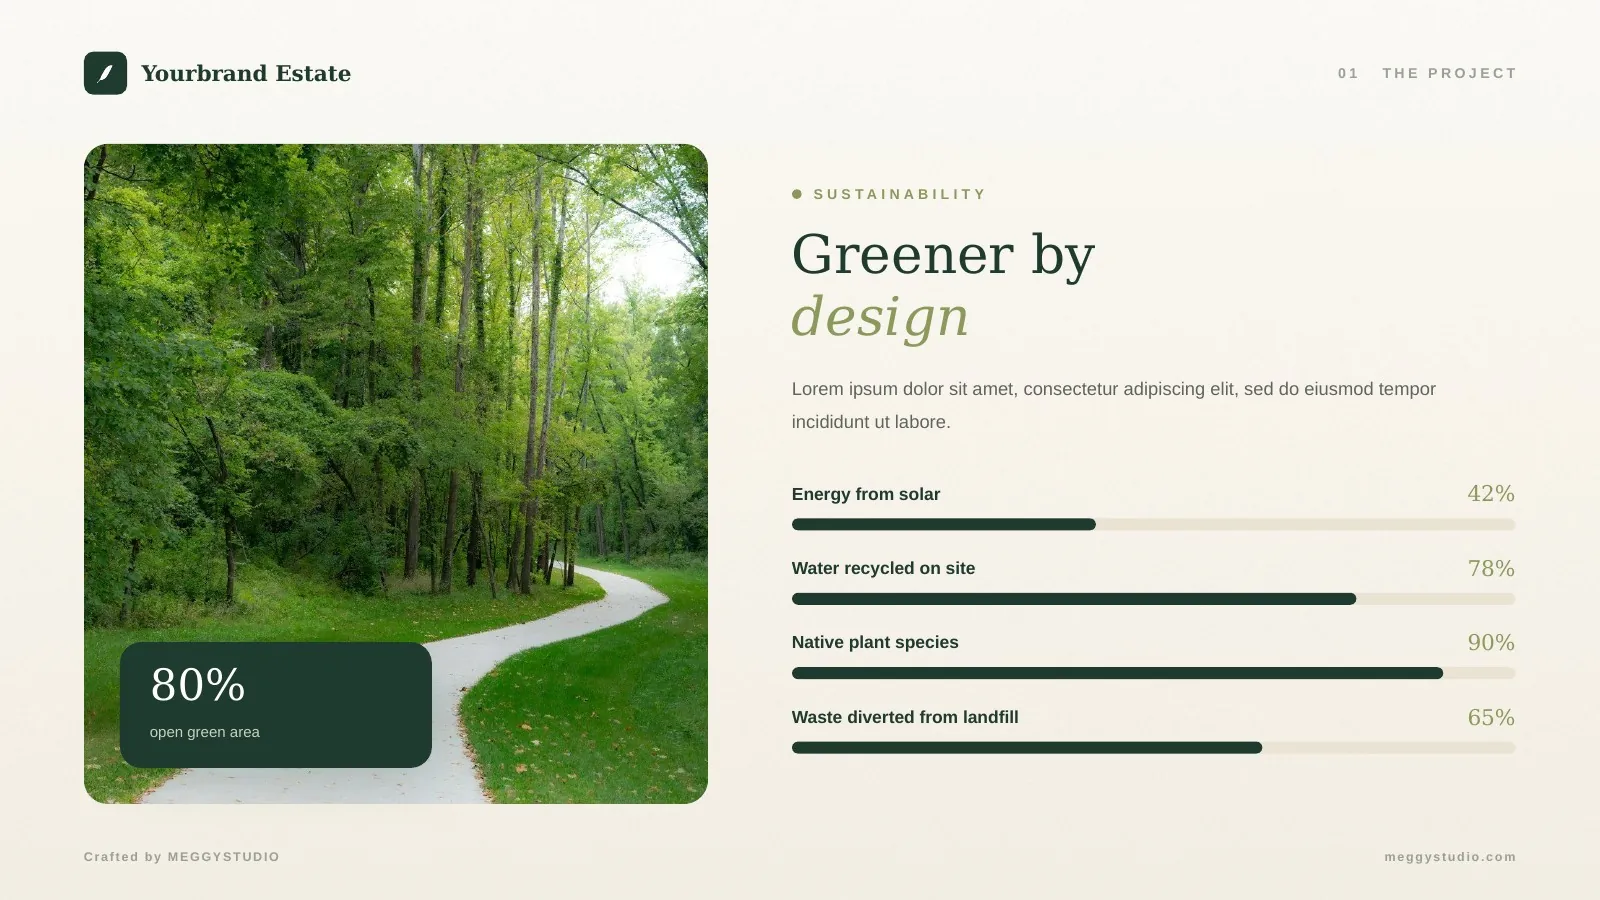 Yourbrand Estate
01 THE PROJECT
80%
open green area
SUSTAINABILITY
Greener by
design
Lorem ipsum dolor sit amet, consectetur adipiscing elit, sed do eiusmod tempor
incididunt ut labore.
Energy from solar 42%
Water recycled on site 78%
Native plant species 90%
Waste diverted from landfill 65%
Crafted by MEGGYSTUDIO
meggystudio.com